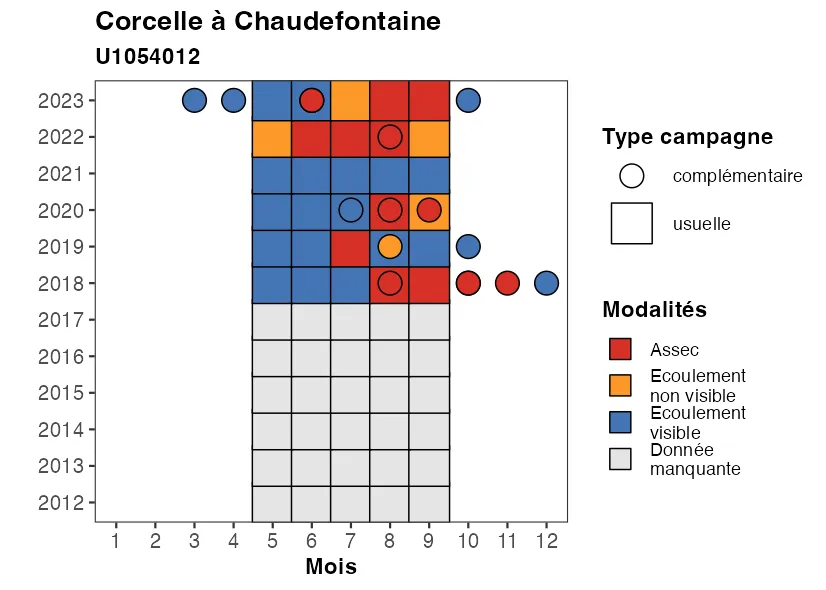 Corcelle à Chaudefontaine
U1054012
2023
2022
2021
2020
2019
2018
2017
2016
2015
2014
2013
2012
1 2 3 4 5 6 7 8 9 10 11 12
Mois
Type campagne
complémentaire
usuelle
Modalités
Assec
Ecoulement
non visible
Ecoulement
visible
Donnée
manquante